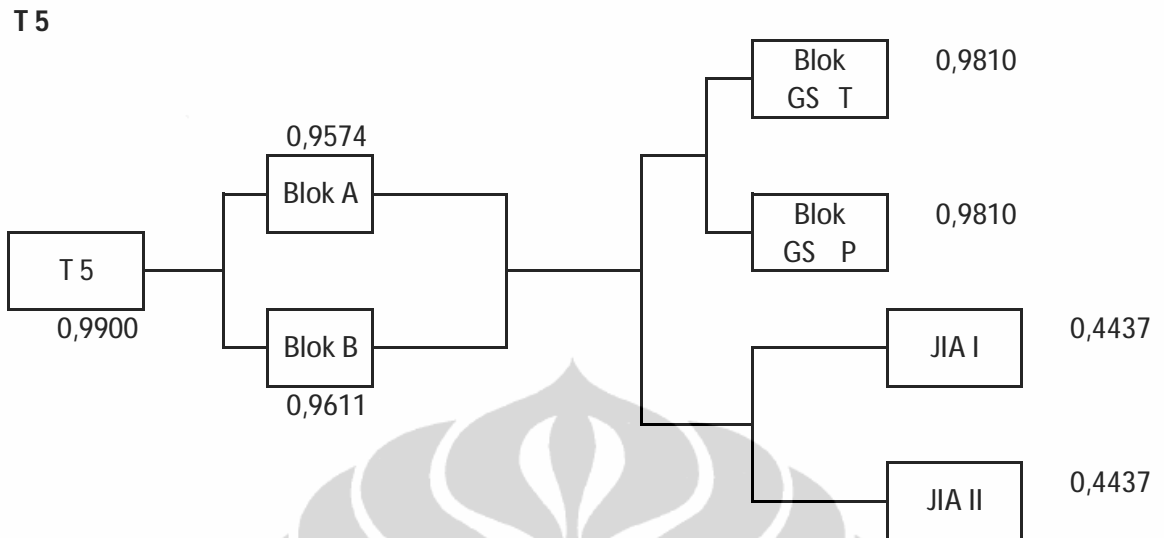 T 5
Blok
GS T
0,9810
0,9574
Blok A
Blok
GS P
0,9810
T 5
0,9900
Blok B
0,9611
JIA I
0,4437
JIA II
0,4437